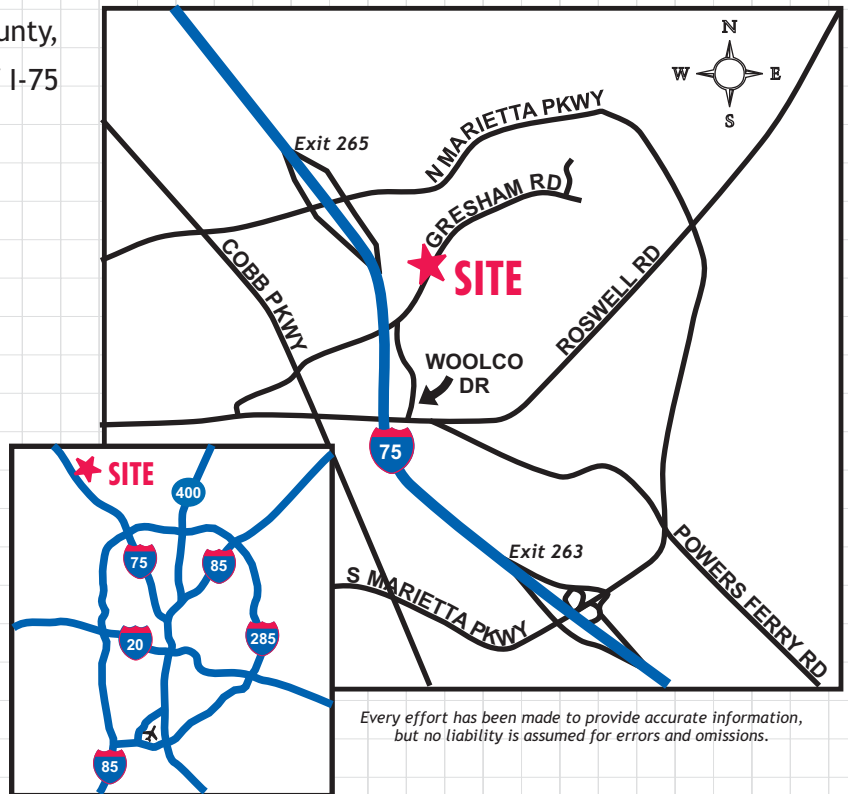 ounty,
I-75
N
W E
S
Exit 265
N MARIETTA PKWY
GRESHAM RD
COBB PKWY
SITE
ROSWELL RD
WOOLCO
DR
75
SITE
400
75
85
20
285
85
Exit 263
S MARIETTA PKWY
POWERS FERRY RD
Every effort has been made to provide accurate information,
but no liability is assumed for errors and omissions.